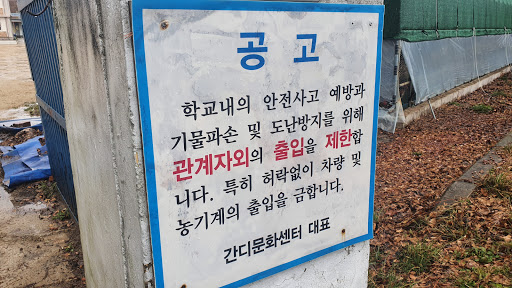 공 고
학교내의 안전사고 예방과
기물파손 및 도난방지를 위해
관계자외의 출입을 제한합
니다. 특히 허락없이 차량 및
농기계의 출입을 금합니다.
간디문화센터 대표